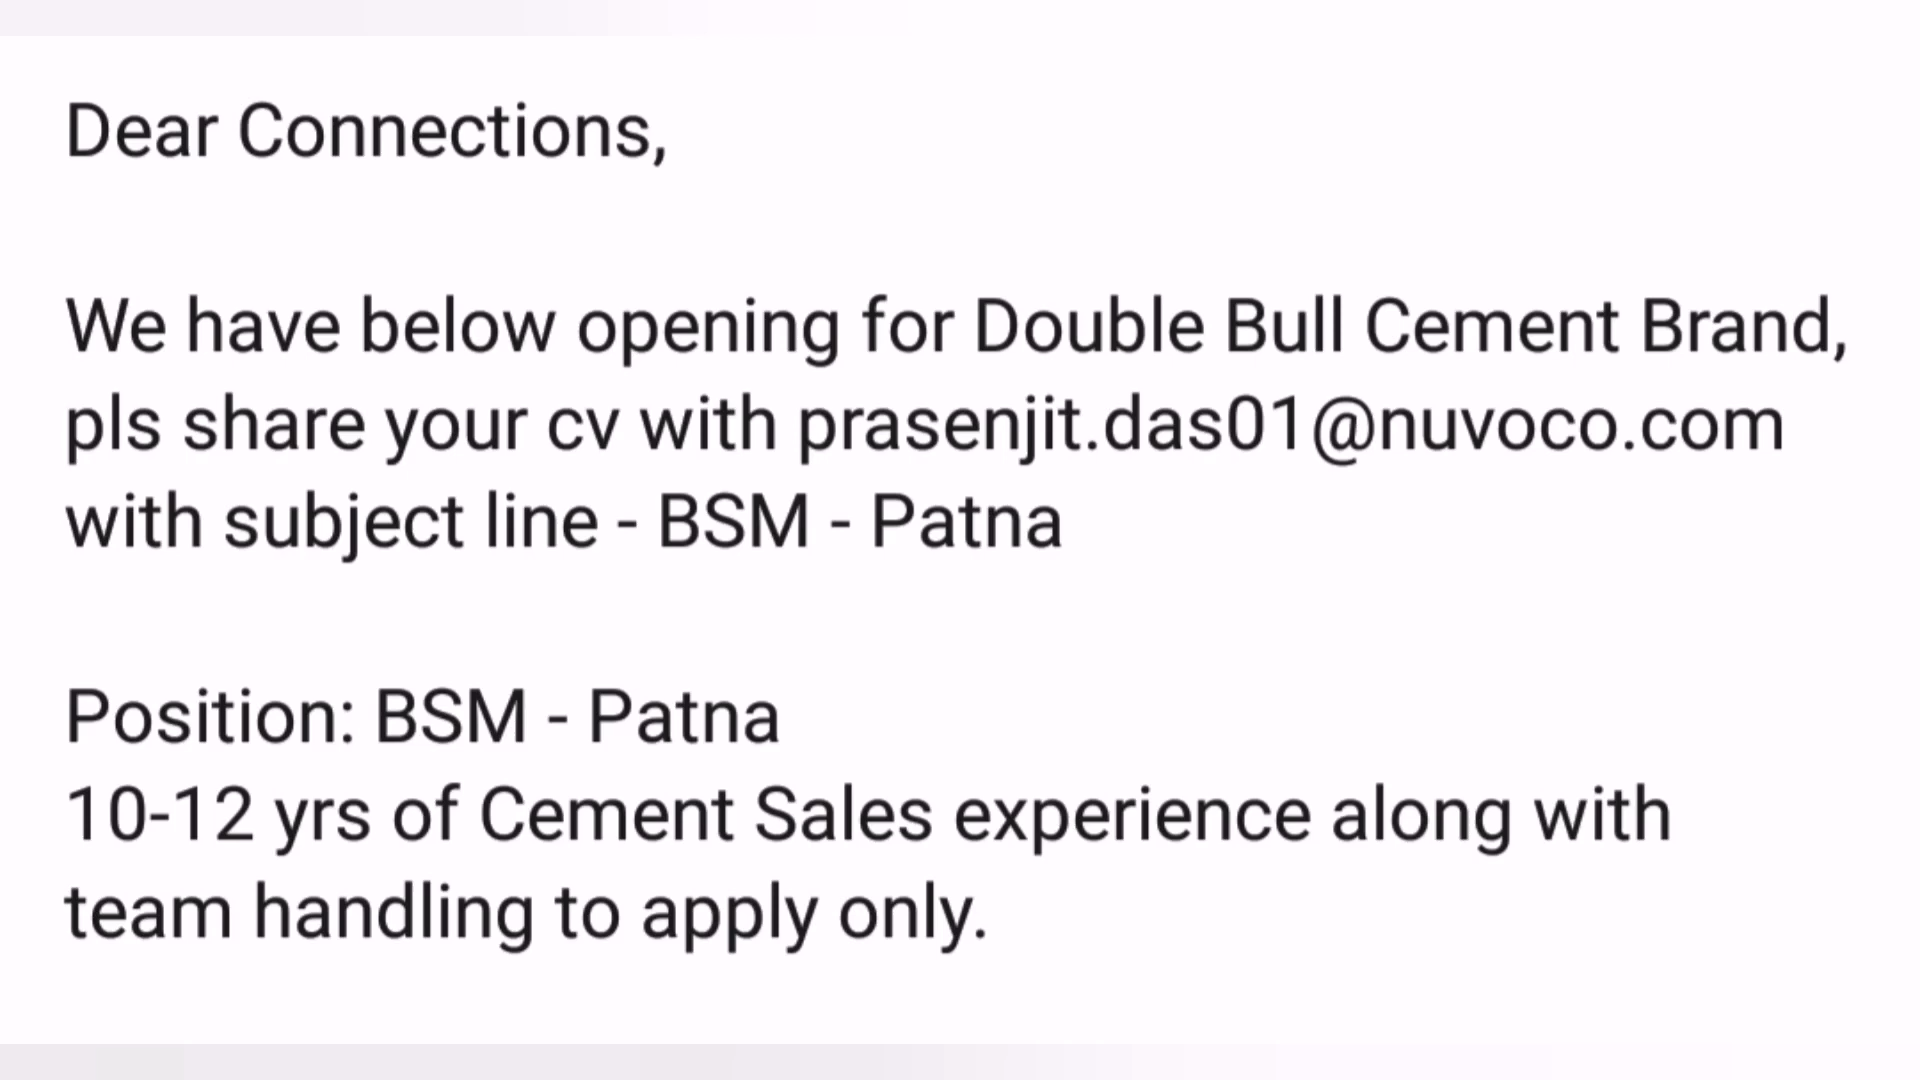 Dear Connections,
We have below opening for Double Bull Cement Brand,
pls share your cv with prasenjit.das01@nuvoco.com
with subject line - BSM - Patna
Position: BSM - Patna
10-12 yrs of Cement Sales experience along with
team handling to apply only.